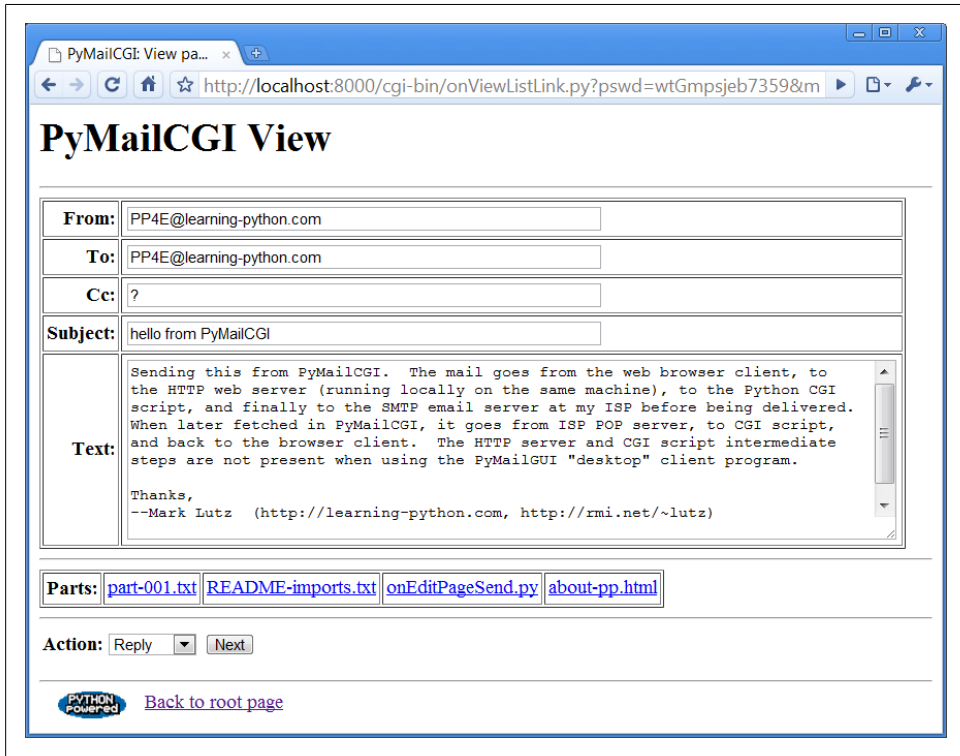 PyMailCGI: View pa...
http://localhost:8000/cgi-bin/onViewListLink.py?pswd=wtGmpsjeb7359&m
PyMailCGI View
From: PP4E@learning-python.com
To: PP4E@learning-python.com
Cc: ?
Subject: hello from PyMailCGI
Text:
Sending this from PyMailCGI.  The mail goes from the web browser client, to
the HTTP web server (running locally on the same machine), to the Python CGI
script, and finally to the SMTP email server at my ISP before being delivered.
When later fetched in PyMailCGI, it goes from ISP POP server, to CGI script,
and back to the browser client.  The HTTP server and CGI script intermediate
steps are not present when using the PyMailGUI "desktop" client program.
Thanks,
--Mark Lutz  (http://learning-python.com, http://rmi.net/~lutz)
Parts: part-001.txt README-imports.txt onEditPageSend.py about-pp.html
Action: Reply Next
PYTHON
Powered
Back to root page